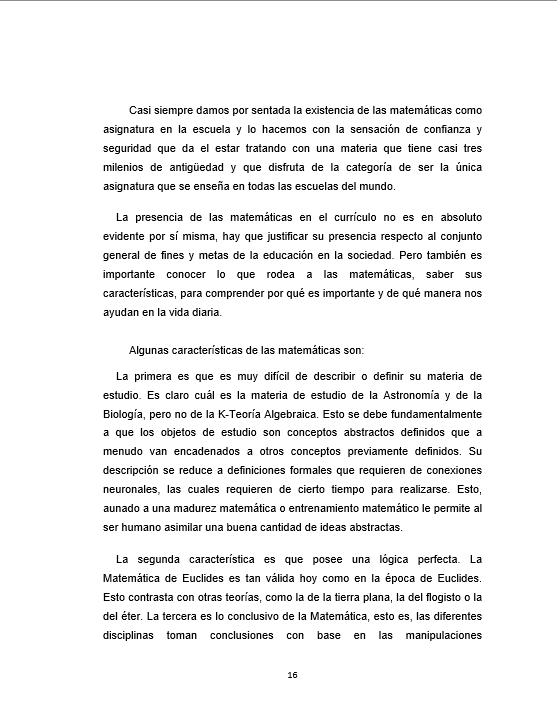 Casi siempre damos por sentada la existencia de las matemáticas como
asignatura en la escuela y lo hacemos con la sensación de confianza y
seguridad que da el estar tratando con una materia que tiene casi tres
milenios de antigüedad y que disfruta de la categoría de ser la única
asignatura que se enseña en todas las escuelas del mundo.
La presencia de las matemáticas en el currículo no es en absoluto
evidente por sí misma, hay que justificar su presencia respecto al conjunto
general de fines y metas de la educación en la sociedad. Pero también es
importante conocer lo que rodea a las matemáticas, saber sus
características, para comprender por qué es importante y de qué manera nos
ayudan en la vida diaria.
Algunas características de las matemáticas son:
La primera es que es muy difícil de describir o definir su materia de
estudio. Es claro cuál es la materia de estudio de la Astronomía y de la
Biología, pero no de la K-Teoría Algebraica. Esto se debe fundamentalmente
a que los objetos de estudio son conceptos abstractos definidos que a
menudo van encadenados a otros conceptos previamente definidos. Su
descripción se reduce a definiciones formales que requieren de conexiones
neuronales, las cuales requieren de cierto tiempo para realizarse. Esto,
aunado a una madurez matemática o entrenamiento matemático le permite al
ser humano asimilar una buena cantidad de ideas abstractas.
La segunda característica es que posee una lógica perfecta. La
Matemática de Euclides es tan válida hoy como en la época de Euclides.
Esto contrasta con otras teorías, como la de la tierra plana, la del flogisto o la
del éter. La tercera es lo conclusivo de la Matemática, esto es, las diferentes
disciplinas toman conclusiones con base en las manipulaciones
16